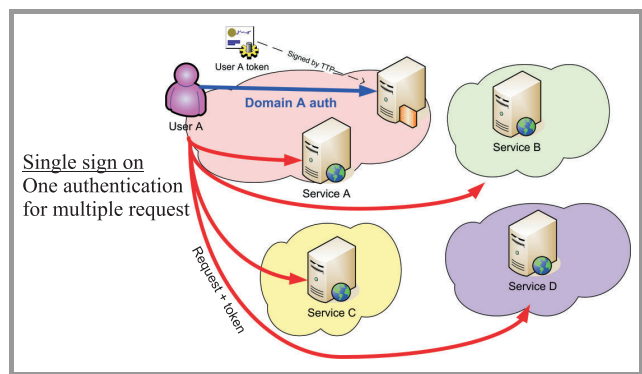 User A token
Signed by TTP
User A
Domain A auth
Service A
Service B
Single sign on
One authentication
for multiple request
Service C
Service D
Request + token